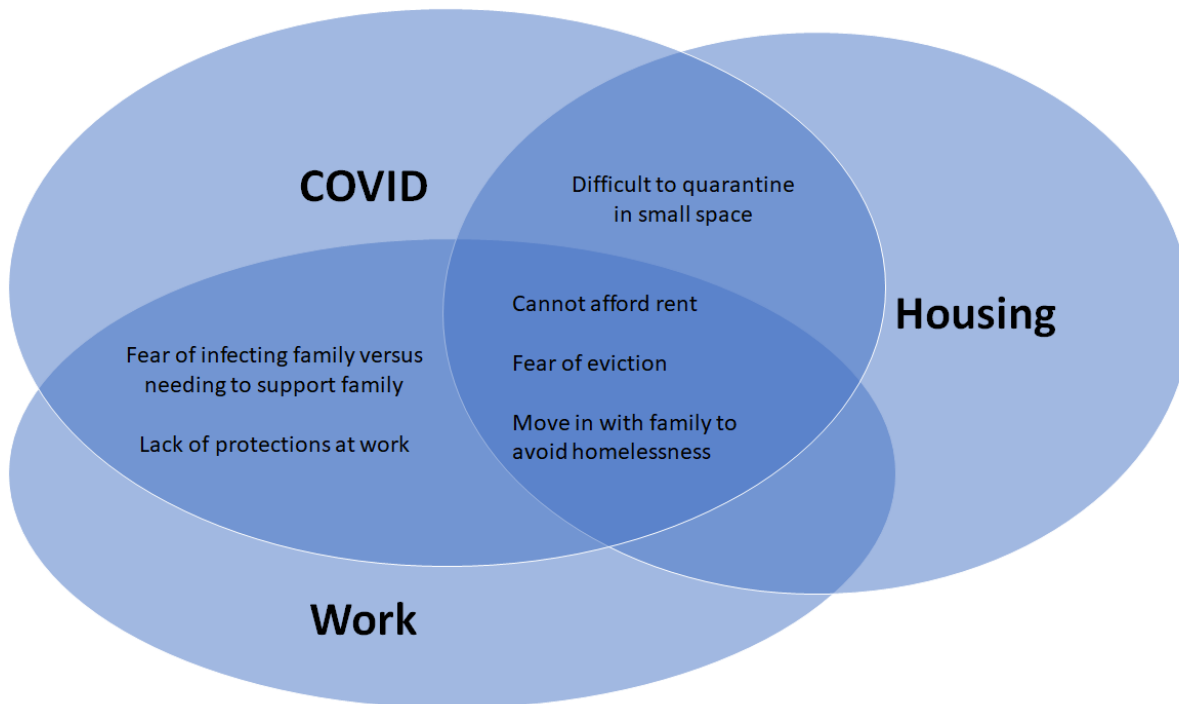 COVID
Difficult to quarantine
in small space
Housing
Cannot afford rent
Fear of infecting family versus
needing to support family
Fear of eviction
Lack of protections at work
Move in with family to
avoid homelessness
Work